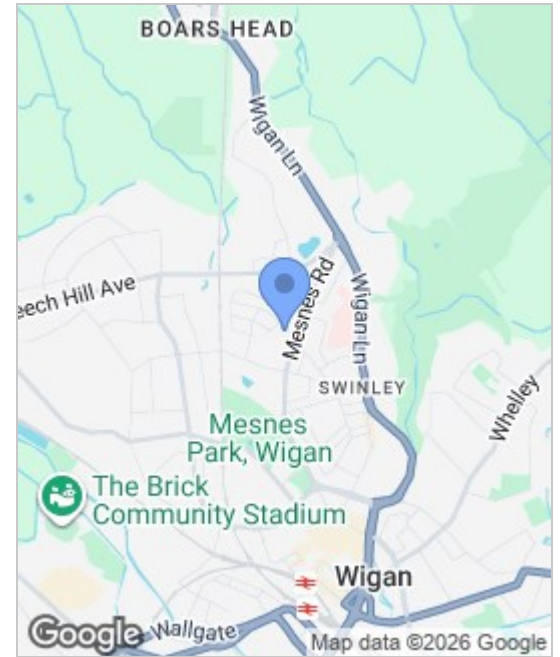 BOARS HEAD
Wigan Ln
eech Hill Ave
Mesnes Rd
Wigan Ln
SWINLEY
Whelley
Mesnes
Park, Wigan
The Brick
Community Stadium
Wigan
Wallgate
Google
Map data ©2026 Google